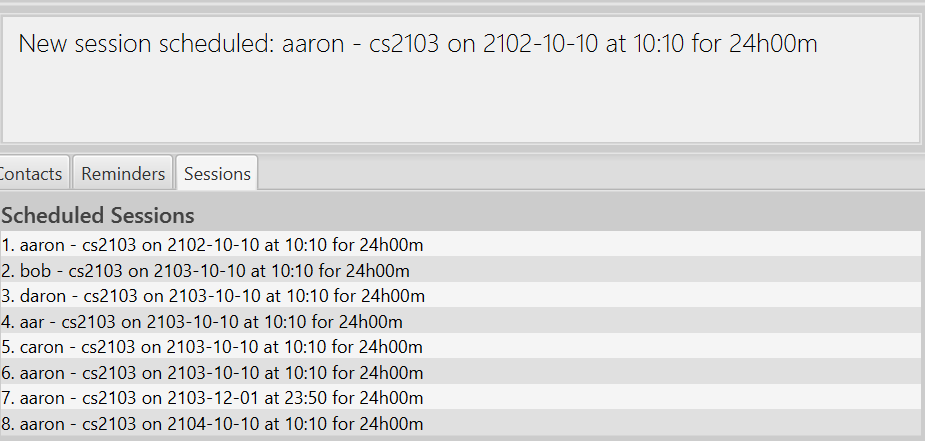 New session scheduled: aaron - cs2103 on 2102-10-10 at 10:10 for 24h00m
Contacts Reminders Sessions
Scheduled Sessions
1. aaron - cs2103 on 2102-10-10 at 10:10 for 24h00m
2. bob - cs2103 on 2103-10-10 at 10:10 for 24h00m
3. daron - cs2103 on 2103-10-10 at 10:10 for 24h00m
4. aar - cs2103 on 2103-10-10 at 10:10 for 24h00m
5. caron - cs2103 on 2103-10-10 at 10:10 for 24h00m
6. aaron - cs2103 on 2103-10-10 at 10:10 for 24h00m
7. aaron - cs2103 on 2103-12-01 at 23:50 for 24h00m
8. aaron - cs2103 on 2104-10-10 at 10:10 for 24h00m